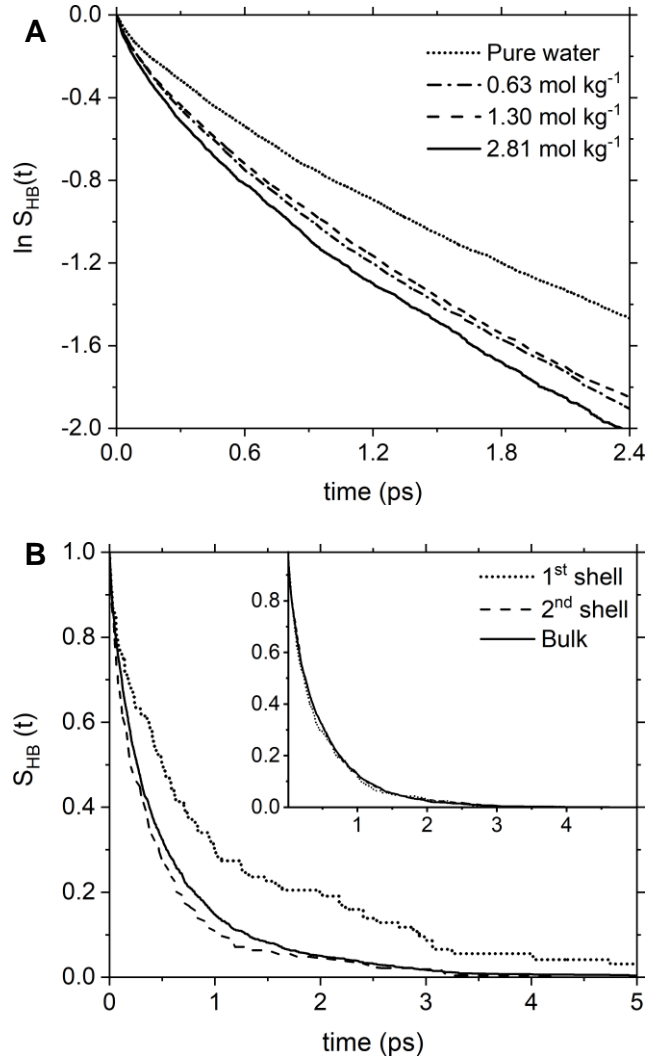 A
0.0
-0.4
-0.8
-1.2
-1.6
-2.0
ln S_HB(t)
Pure water
0.63 mol kg⁻¹
1.30 mol kg⁻¹
2.81 mol kg⁻¹
0.0 0.6 1.2 1.8 2.4
time (ps)
B
1.0
0.8
0.6
0.4
0.2
0.0
S_HB (t)
0.8
0.6
0.4
0.2
0.0
1 2 3 4
1ˢᵗ shell
2ⁿᵈ shell
Bulk
0 1 2 3 4 5
time (ps)